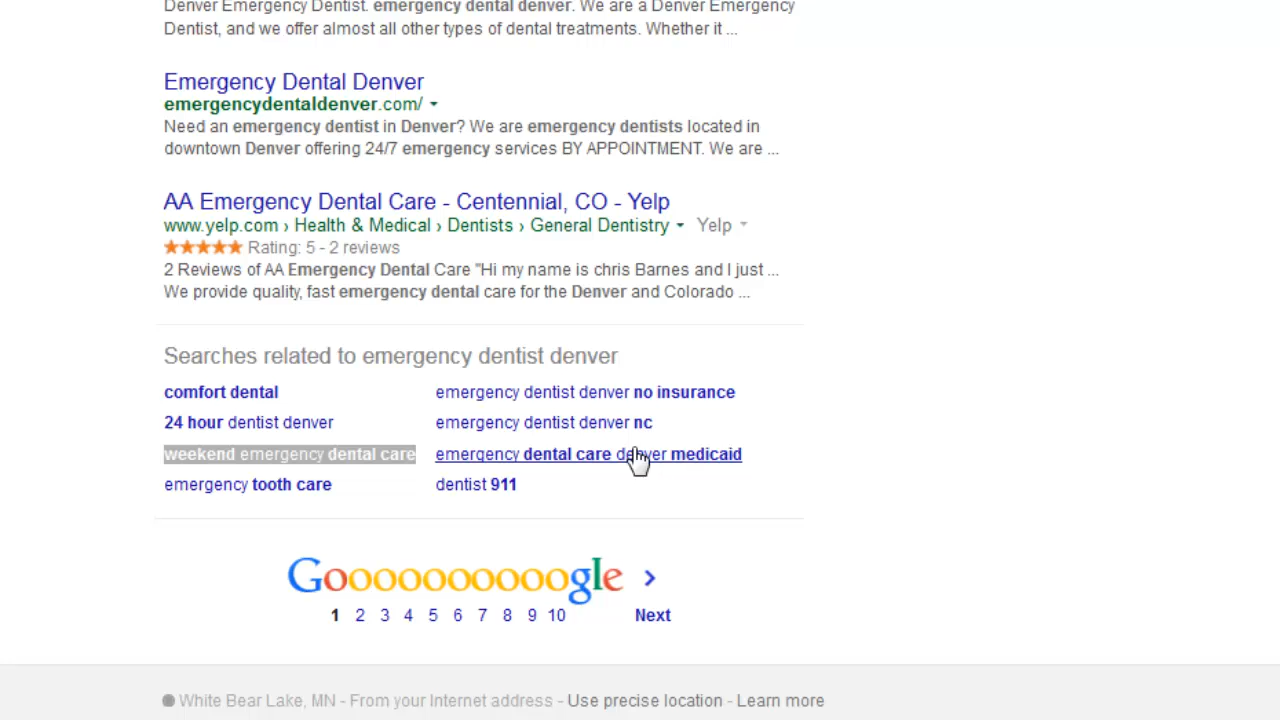 Denver Emergency Dentist. emergency dental denver. We are a Denver Emergency
Dentist, and we offer almost all other types of dental treatments. Whether it ...
Emergency Dental Denver
emergencydentaldenver.com/
Need an emergency dentist in Denver? We are emergency dentists located in
downtown Denver offering 24/7 emergency services BY APPOINTMENT. We are ...
AA Emergency Dental Care - Centennial, CO - Yelp
www.yelp.com › Health & Medical › Dentists › General Dentistry Yelp
Rating: 5 - 2 reviews
2 Reviews of AA Emergency Dental Care "Hi my name is chris Barnes and I just ...
We provide quality, fast emergency dental care for the Denver and Colorado ...
Searches related to emergency dentist denver
comfort dental
emergency dentist denver no insurance
24 hour dentist denver
emergency dentist denver nc
weekend emergency dental care
emergency dental care denver medicaid
emergency tooth care
dentist 911
Goooooooooogle >
1 2 3 4 5 6 7 8 9 10 Next
White Bear Lake, MN - From your Internet address - Use precise location - Learn more